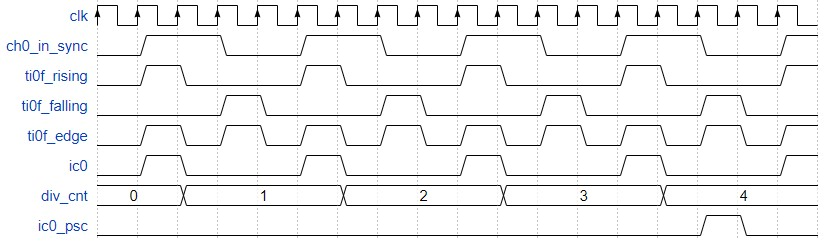 clk
ch0_in_sync
ti0f_rising
ti0f_falling
ti0f_edge
ic0
div_cnt 0 1 2 3 4
ic0_psc